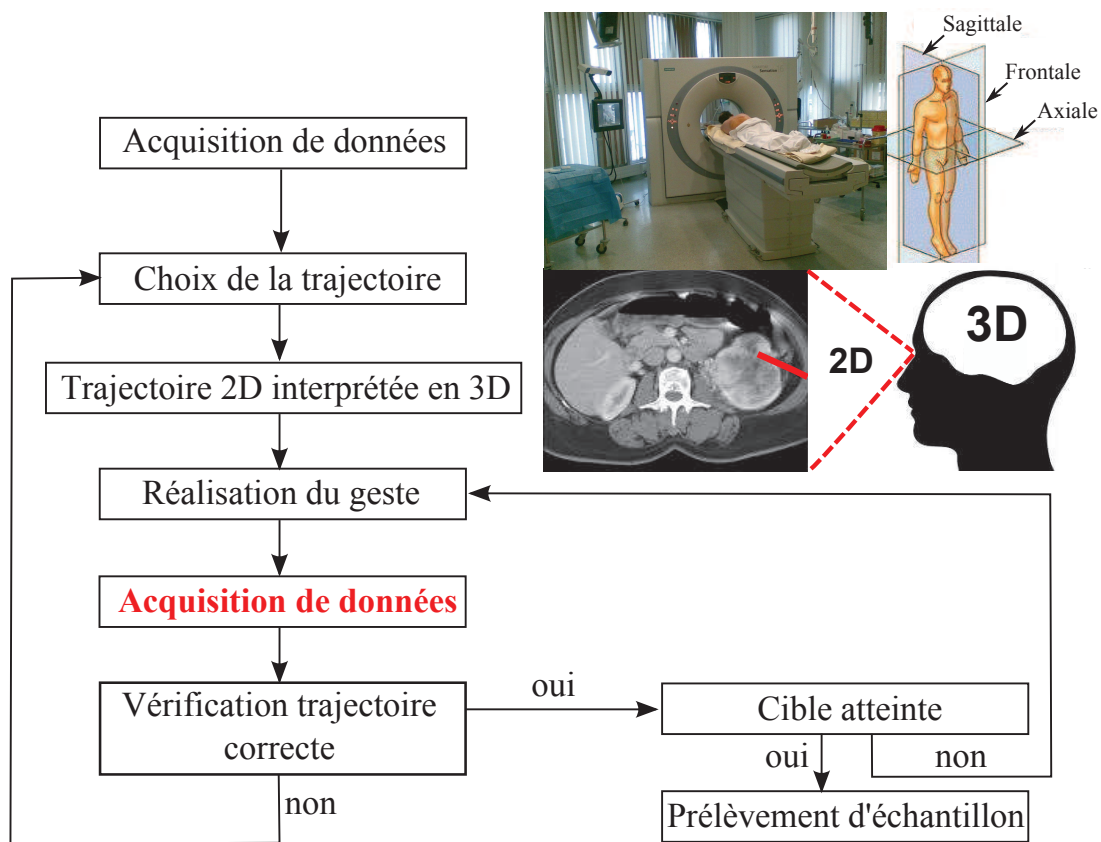 Sagittale
Frontale
Axiale
Acquisition de données
Choix de la trajectoire
Trajectoire 2D interprétée en 3D
2D
3D
Réalisation du geste
Acquisition de données
Vérification trajectoire
correcte
oui
non
Cible atteinte
oui
non
Prélèvement d'échantillon